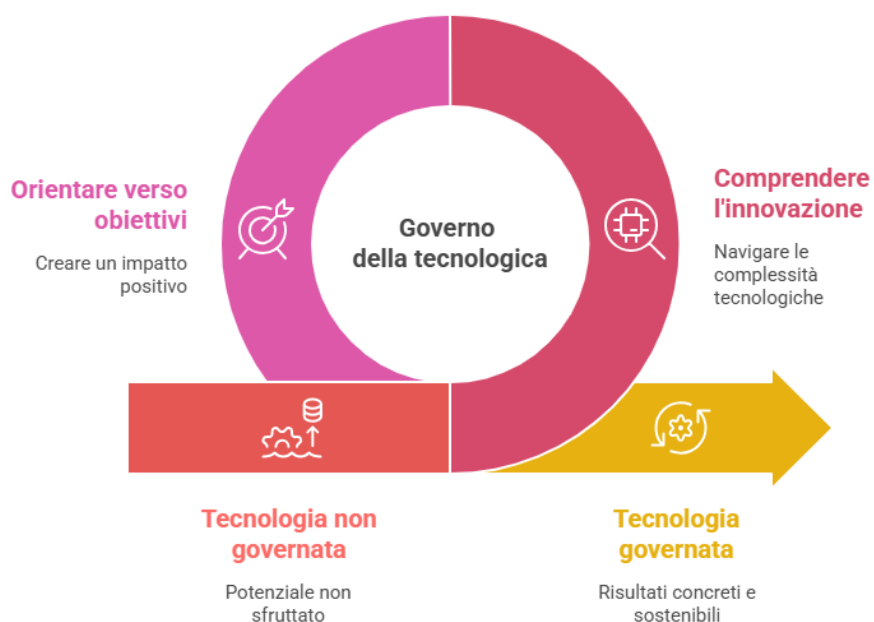 Orientare verso
obiettivi
Creare un impatto
positivo
Governo
della tecnologica
Comprendere
l'innovazione
Navigare le
complessità
tecnologiche
Tecnologia non
governata
Potenziale non
sfruttato
Tecnologia
governata
Risultati concreti e
sostenibili